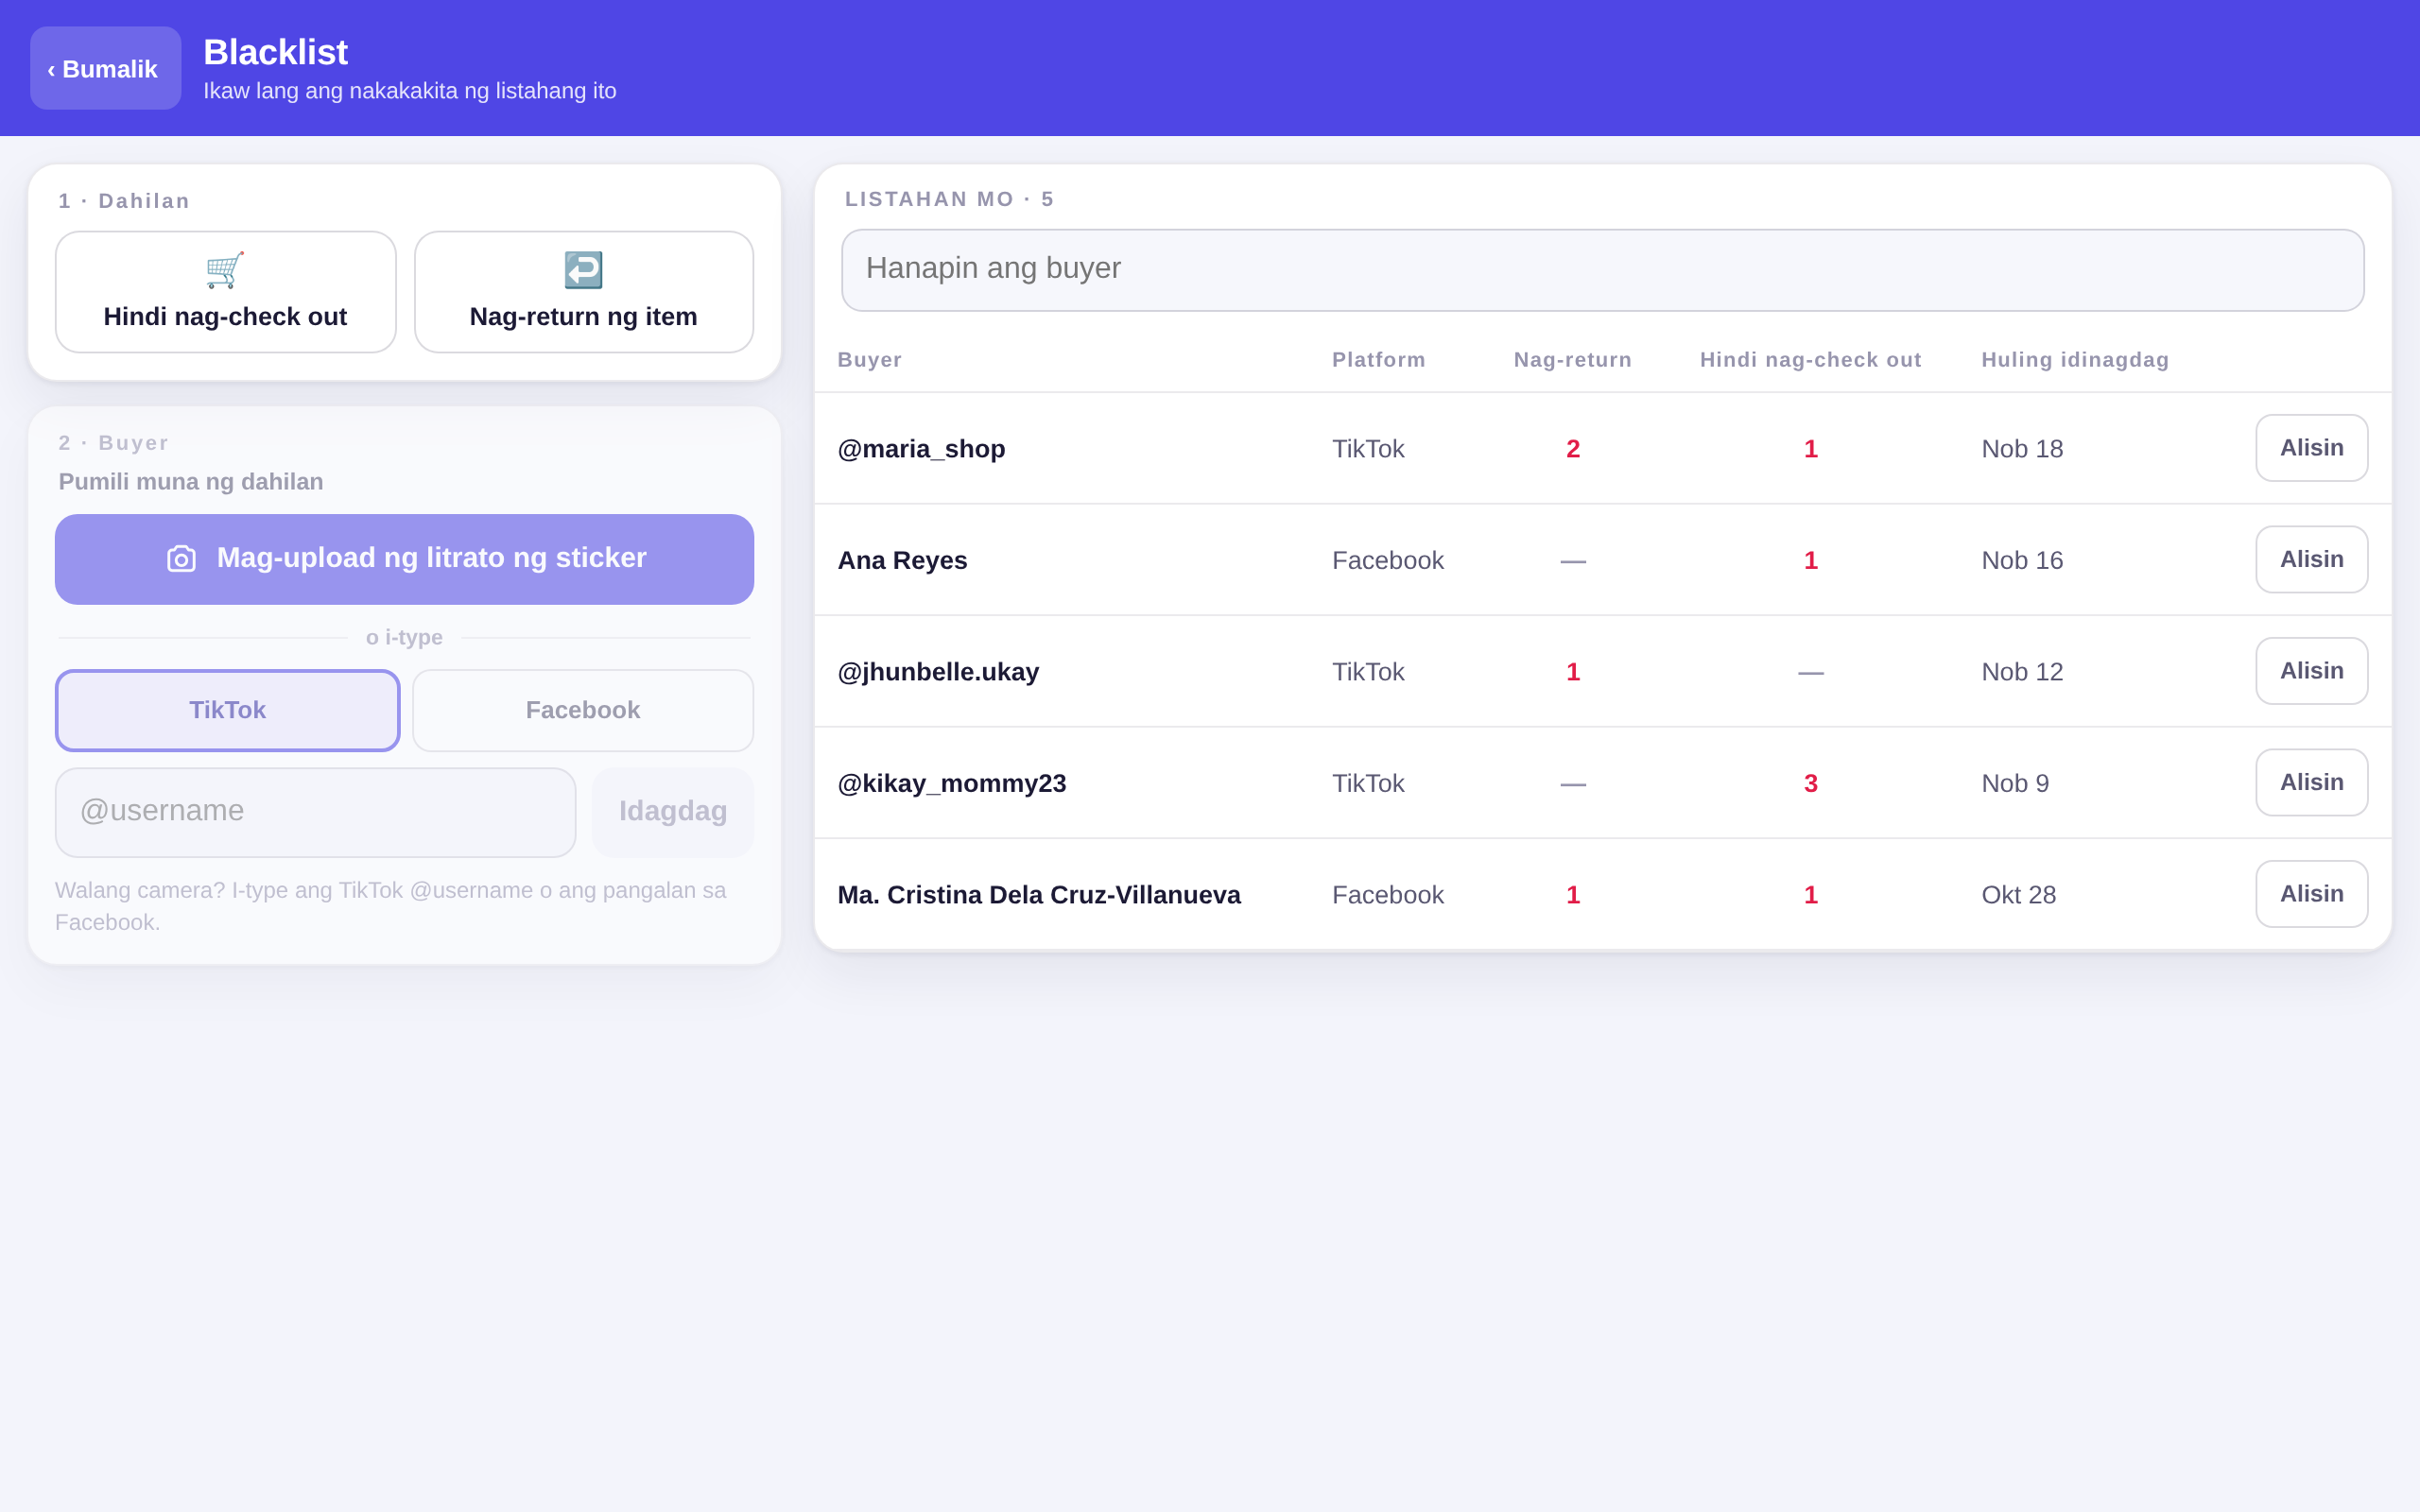 ‹ Bumalik
Blacklist
Ikaw lang ang nakakakita ng listahang ito
1 · Dahilan
Hindi nag-check out
Nag-return ng item
2 · Buyer
Pumili muna ng dahilan
Mag-upload ng litrato ng sticker
o i-type
TikTok
Facebook
@username
Idagdag
Walang camera? I-type ang TikTok @username o ang pangalan sa
Facebook.
LISTAHAN MO · 5
Hanapin ang buyer
Buyer Platform Nag-return Hindi nag-check out Huling idinagdag
@maria_shop TikTok 2 1 Nob 18 Alisin
Ana Reyes Facebook — 1 Nob 16 Alisin
@jhunbelle.ukay TikTok 1 — Nob 12 Alisin
@kikay_mommy23 TikTok — 3 Nob 9 Alisin
Ma. Cristina Dela Cruz-Villanueva Facebook 1 1 Okt 28 Alisin